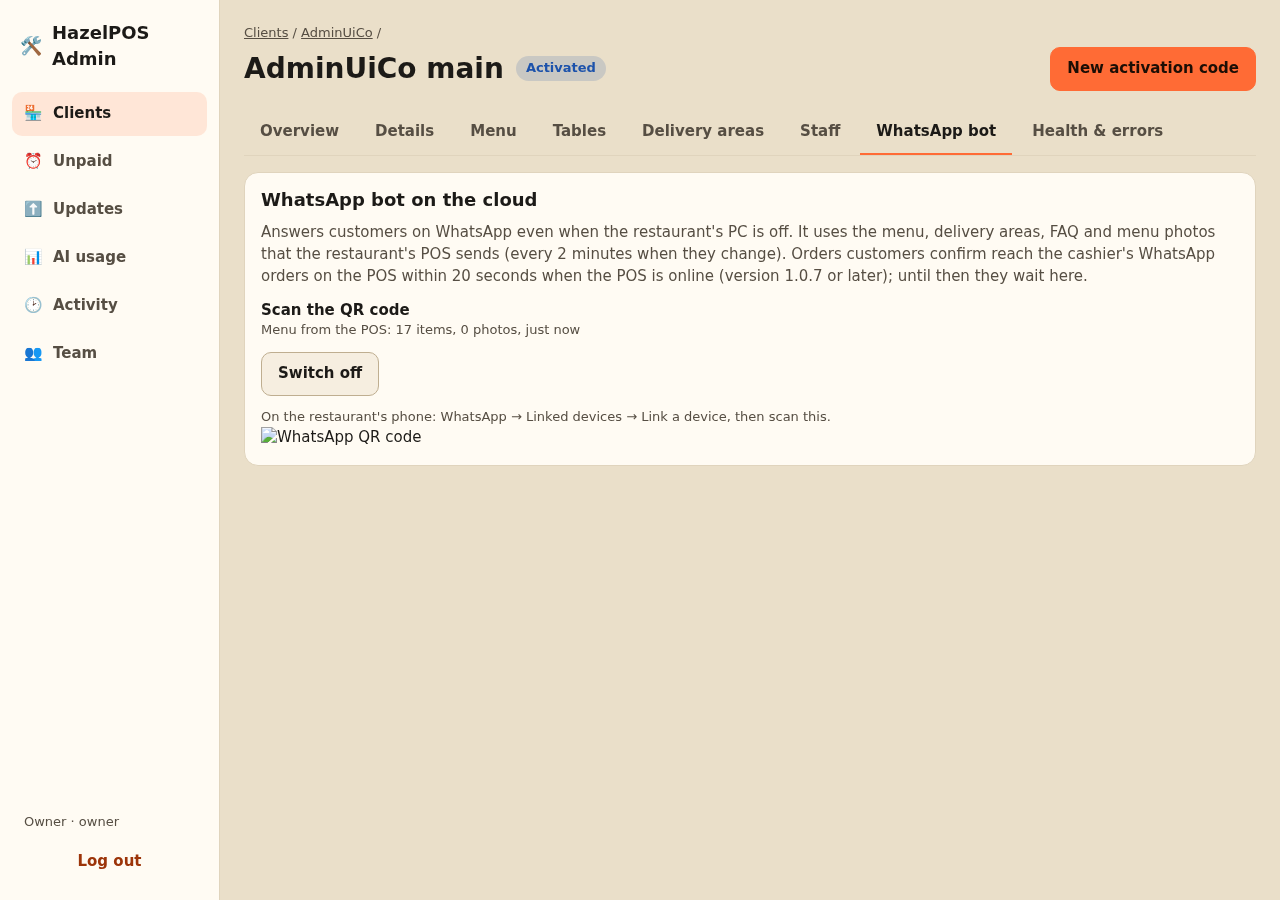 HazelPOS
Admin
Clients
Unpaid
Updates
AI usage
Activity
Team
Owner · owner
Log out
Clients / AdminUiCo /
AdminUiCo main
Activated
New activation code
Overview
Details
Menu
Tables
Delivery areas
Staff
WhatsApp bot
Health & errors
WhatsApp bot on the cloud
Answers customers on WhatsApp even when the restaurant's PC is off. It uses the menu, delivery areas, FAQ and menu photos
that the restaurant's POS sends (every 2 minutes when they change). Orders customers confirm reach the cashier's WhatsApp
orders on the POS within 20 seconds when the POS is online (version 1.0.7 or later); until then they wait here.
Scan the QR code
Menu from the POS: 17 items, 0 photos, just now
Switch off
On the restaurant's phone: WhatsApp → Linked devices → Link a device, then scan this.
WhatsApp QR code